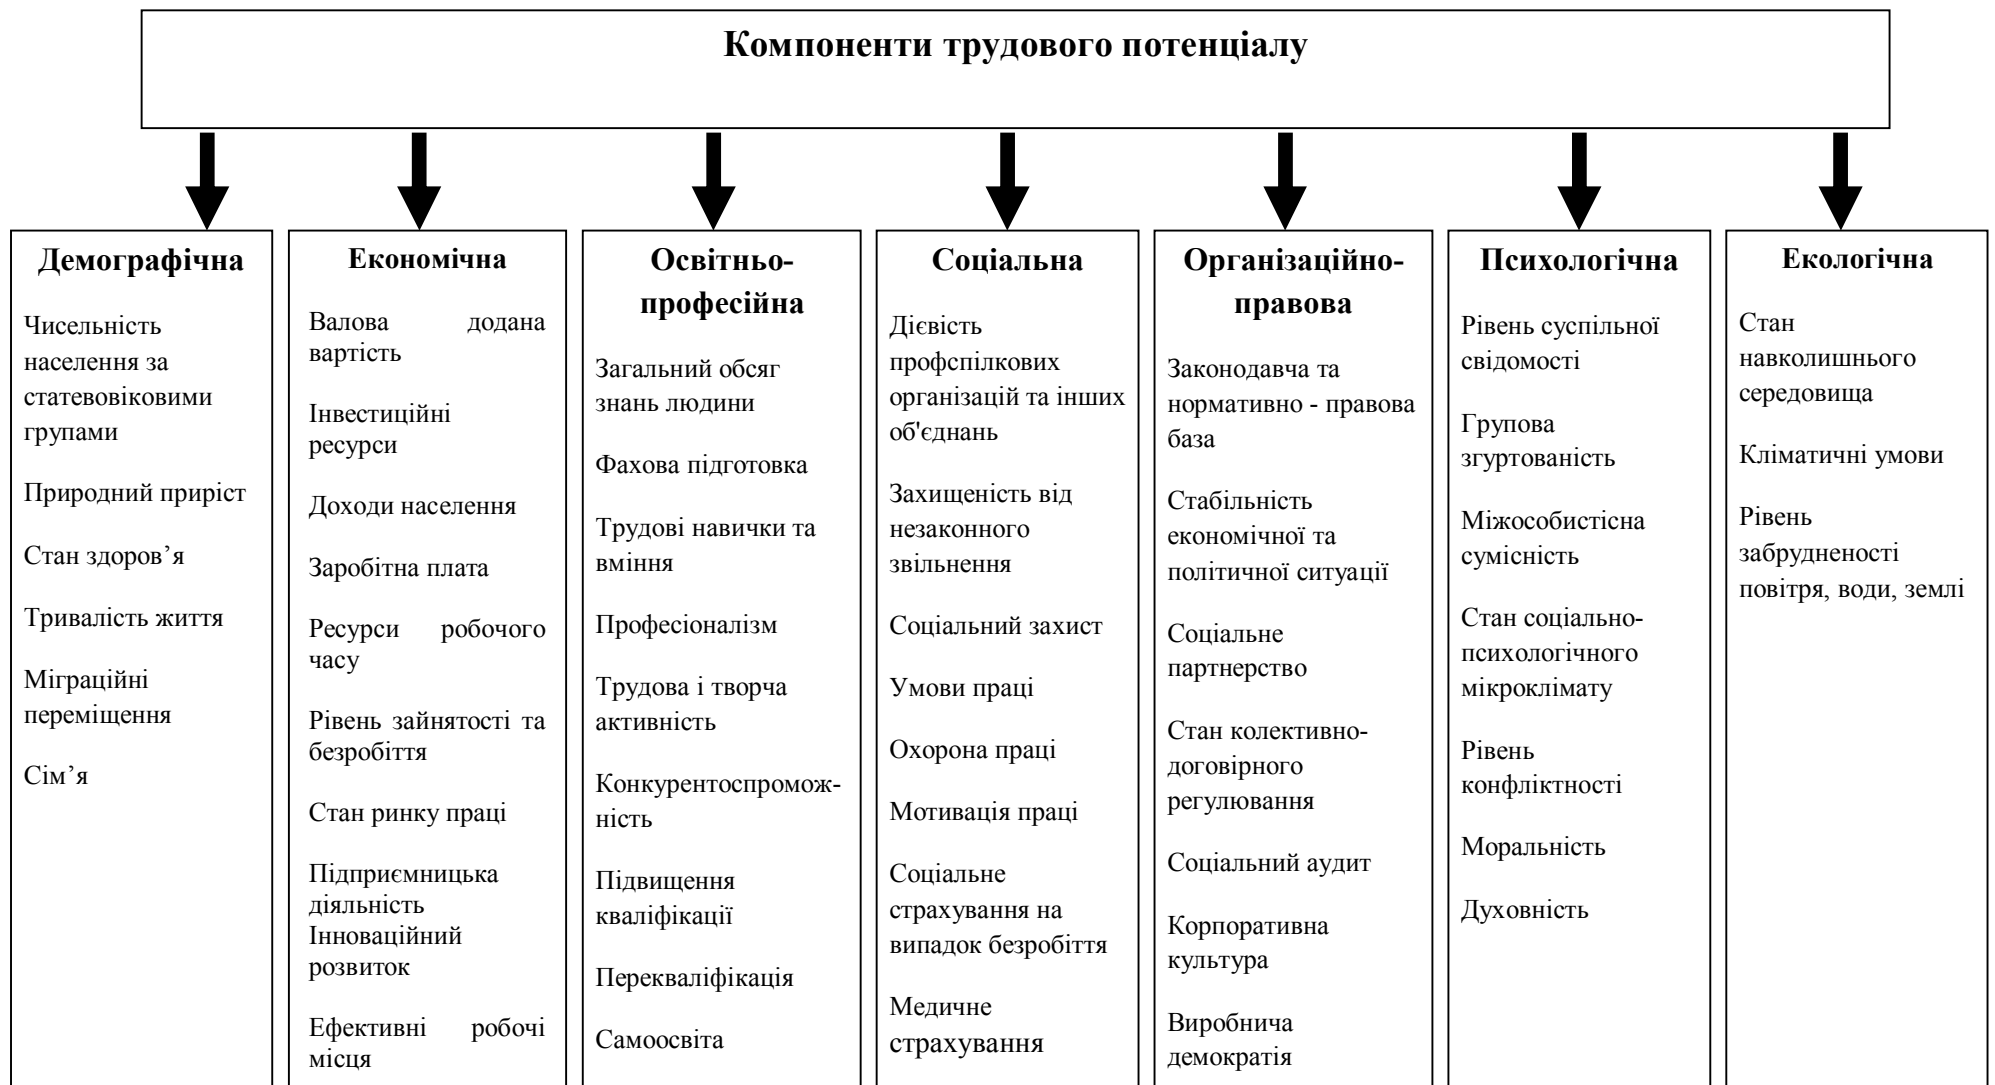 Компоненти трудового потенціалу
Демографічна
Чисельність
населення за
статевовіковими
групами
Природний приріст
Стан здоров’я
Тривалість життя
Міграційні
переміщення
Сім’я
Економічна
Валова додана
вартість
Інвестиційні
ресурси
Доходи населення
Заробітна плата
Ресурси робочого
часу
Рівень зайнятості та
безробіття
Стан ринку праці
Підприємницька
діяльність
Інноваційний
розвиток
Ефективні робочі
місця
Освітньо-
професійна
Загальний обсяг
знань людини
Фахова підготовка
Трудові навички та
вміння
Професіоналізм
Трудова і творча
активність
Конкурентоспромож-
ність
Підвищення
кваліфікації
Перекваліфікація
Самоосвіта
Соціальна
Дієвість
профспілкових
організацій та інших
об'єднань
Захищеність від
незаконного
звільнення
Соціальний захист
Умови праці
Охорона праці
Мотивація праці
Соціальне
страхування на
випадок безробіття
Медичне
страхування
Організаційно-
правова
Законодавча та
нормативно - правова
база
Стабільність
економічної та
політичної ситуації
Соціальне
партнерство
Стан колективно-
договірного
регулювання
Соціальний аудит
Корпоративна
культура
Виробнича
демократія
Психологічна
Рівень суспільної
свідомості
Групова
згуртованість
Міжособистісна
сумісність
Стан соціально-
психологічного
мікроклімату
Рівень
конфліктності
Моральність
Духовність
Екологічна
Стан
навколишнього
середовища
Кліматичні умови
Рівень
забрудненості
повітря, води, землі